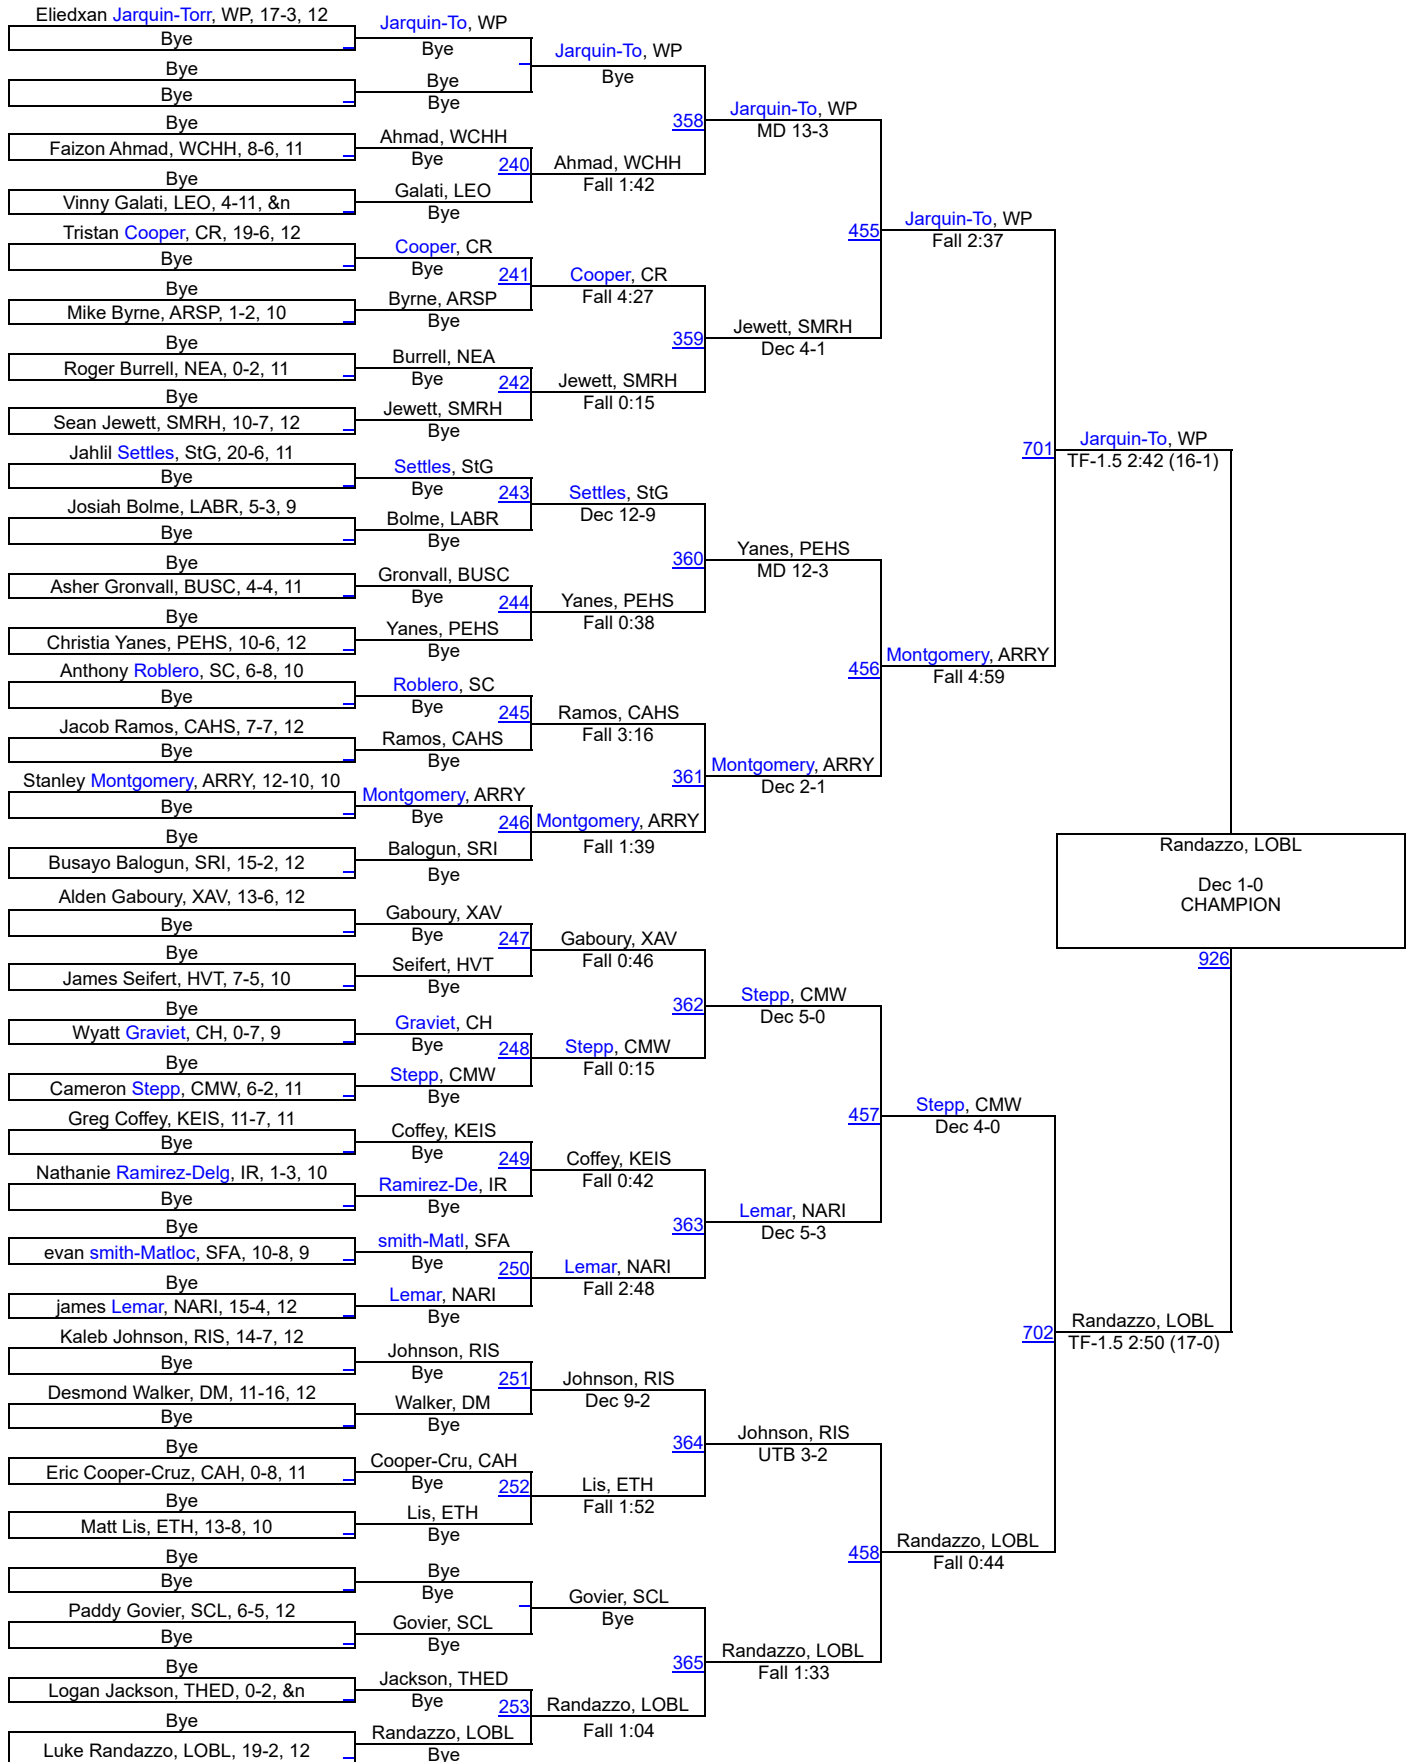 Eliedxan Jarquin-Torr, WP, 17-3, 12
Bye
Bye
Bye
Bye
Faizon Ahmad, WCHH, 8-6, 11
Bye
Vinny Galati, LEO, 4-11, &n
Tristan Cooper, CR, 19-6, 12
Bye
Bye
Mike Byrne, ARSP, 1-2, 10
Bye
Roger Burrell, NEA, 0-2, 11
Bye
Sean Jewett, SMRH, 10-7, 12
Jahlil Settles, StG, 20-6, 11
Bye
Josiah Bolme, LABR, 5-3, 9
Bye
Bye
Asher Gronvall, BUSC, 4-4, 11
Bye
Christia Yanes, PEHS, 10-6, 12
Anthony Roblero, SC, 6-8, 10
Bye
Jacob Ramos, CAHS, 7-7, 12
Bye
Stanley Montgomery, ARRY, 12-10, 10
Bye
Bye
Busayo Balogun, SRI, 15-2, 12
Alden Gaboury, XAV, 13-6, 12
Bye
Bye
James Seifert, HVT, 7-5, 10
Bye
Wyatt Graviet, CH, 0-7, 9
Bye
Cameron Stepp, CMW, 6-2, 11
Greg Coffey, KEIS, 11-7, 11
Bye
Nathanie Ramirez-Delg, IR, 1-3, 10
Bye
Bye
evan smith-Matloc, SFA, 10-8, 9
Bye
james Lemar, NARI, 15-4, 12
Kaleb Johnson, RIS, 14-7, 12
Bye
Desmond Walker, DM, 11-16, 12
Bye
Bye
Eric Cooper-Cruz, CAH, 0-8, 11
Bye
Matt Lis, ETH, 13-8, 10
Bye
Bye
Paddy Govier, SCL, 6-5, 12
Bye
Bye
Logan Jackson, THED, 0-2, &n
Bye
Luke Randazzo, LOBL, 19-2, 12
Jarquin-To, WP
Bye
Bye
Bye
Ahmad, WCHH
Bye
240
Galati, LEO
Bye
Cooper, CR
Bye
241
Byrne, ARSP
Bye
Burrell, NEA
Bye
242
Jewett, SMRH
Bye
Settles, StG
Bye
243
Bolme, LABR
Bye
Gronvall, BUSC
Bye
244
Yanes, PEHS
Bye
Roblero, SC
Bye
245
Ramos, CAHS
Bye
Montgomery, ARRY
Bye
246
Balogun, SRI
Bye
Gaboury, XAV
Bye
247
Seifert, HVT
Bye
Graviet, CH
Bye
248
Stepp, CMW
Bye
Coffey, KEIS
Bye
249
Ramirez-De, IR
Bye
smith-Matl, SFA
Bye
250
Lemar, NARI
Bye
Johnson, RIS
Bye
251
Walker, DM
Bye
Cooper-Cru, CAH
Bye
252
Lis, ETH
Bye
Bye
Bye
Govier, SCL
Bye
Jackson, THED
Bye
253
Randazzo, LOBL
Bye
Jarquin-To, WP
Bye
358
Ahmad, WCHH
Fall 1:42
Cooper, CR
Fall 4:27
359
Jewett, SMRH
Fall 0:15
Settles, StG
Dec 12-9
360
Yanes, PEHS
Fall 0:38
Ramos, CAHS
Fall 3:16
361
Montgomery, ARRY
Fall 1:39
Gaboury, XAV
Fall 0:46
362
Stepp, CMW
Fall 0:15
Coffey, KEIS
Fall 0:42
363
Lemar, NARI
Fall 2:48
Johnson, RIS
Dec 9-2
364
Lis, ETH
Fall 1:52
Govier, SCL
Bye
365
Randazzo, LOBL
Fall 1:04
Jarquin-To, WP
MD 13-3
455
Jewett, SMRH
Dec 4-1
Yanes, PEHS
MD 12-3
456
Montgomery, ARRY
Dec 2-1
Stepp, CMW
Dec 5-0
457
Lemar, NARI
Dec 5-3
Johnson, RIS
UTB 3-2
458
Randazzo, LOBL
Fall 1:33
Jarquin-To, WP
Fall 2:37
701
Montgomery, ARRY
Fall 4:59
Stepp, CMW
Dec 4-0
702
Randazzo, LOBL
Fall 0:44
Jarquin-To, WP
TF-1.5 2:42 (16-1)
Randazzo, LOBL
Dec 1-0
CHAMPION
926
Randazzo, LOBL
TF-1.5 2:50 (17-0)